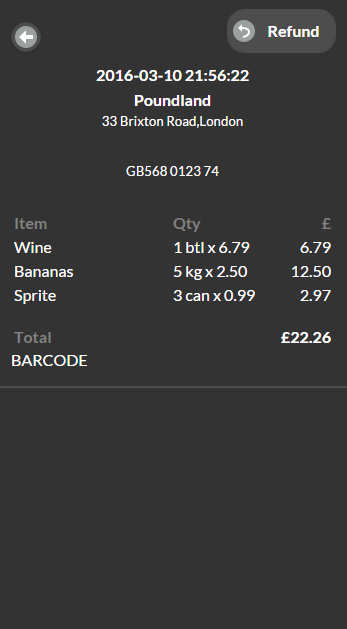 Refund
2016-03-10 21:56:22
Poundland
33 Brixton Road,London
GB568 0123 74
Item Qty £
Wine 1 btl x 6.79 6.79
Bananas 5 kg x 2.50 12.50
Sprite 3 can x 0.99 2.97
Total £22.26
BARCODE